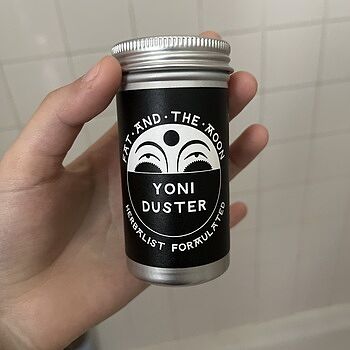 FAT · AND · THE · MOON
YONI
DUSTER
HERBALIST FORMULATED